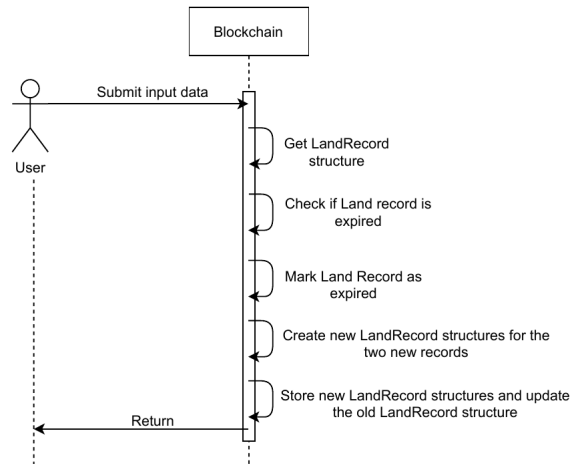 Blockchain
Submit input data
User
Get LandRecord
structure
Check if Land record is
expired
Mark Land Record as
expired
Create new LandRecord structures for the
two new records
Store new LandRecord structures and update
the old LandRecord structure
Return